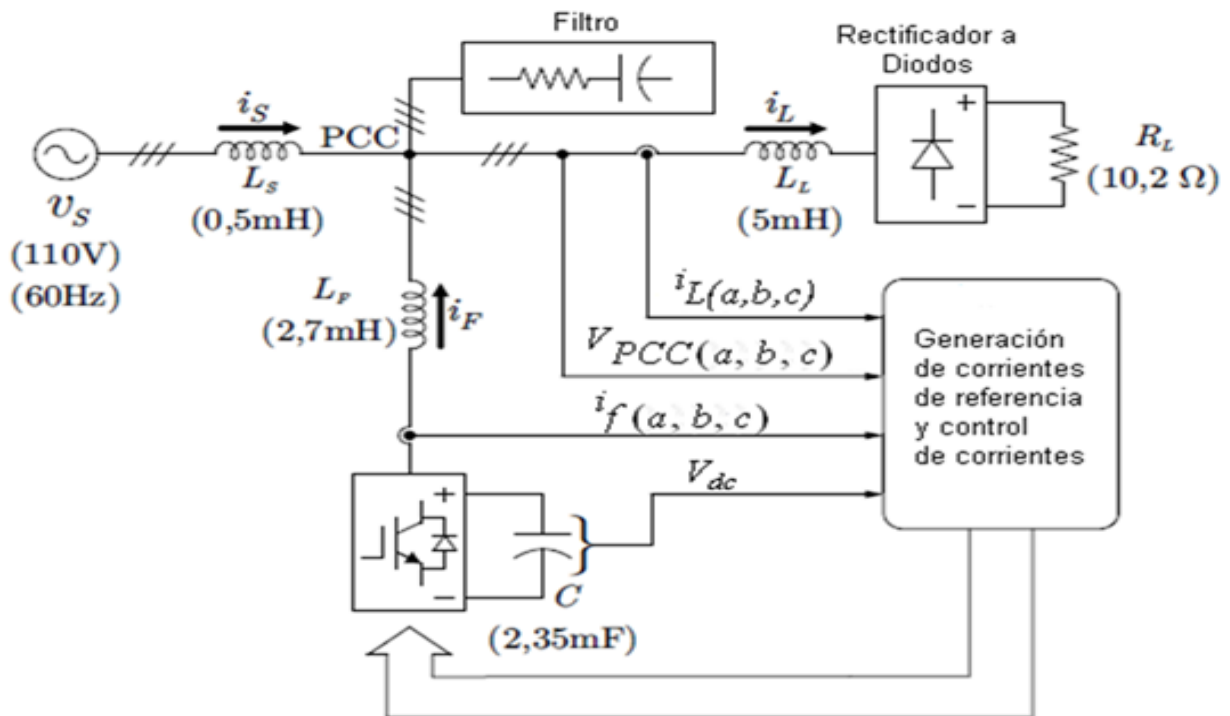 Filtro
Rectificador a
Diodos
i_S
PCC
i_L
L_S
(0,5mH)
υ_S
(110V)
(60Hz)
L_L
(5mH)
R_L
(10,2 Ω)
+
−
L_F
(2,7mH)
i_F
i_L(a,b,c)
V_PCC(a, b, c)
i_f(a, b, c)
V_dc
Generación
de corrientes
de referencia
y control
de corrientes
+
−
C
(2,35mF)